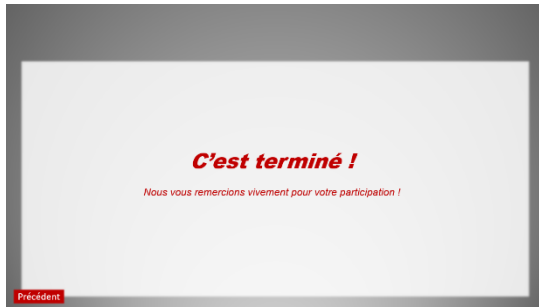 C'est terminé !
Nous vous remercions vivement pour votre participation !
Précédent